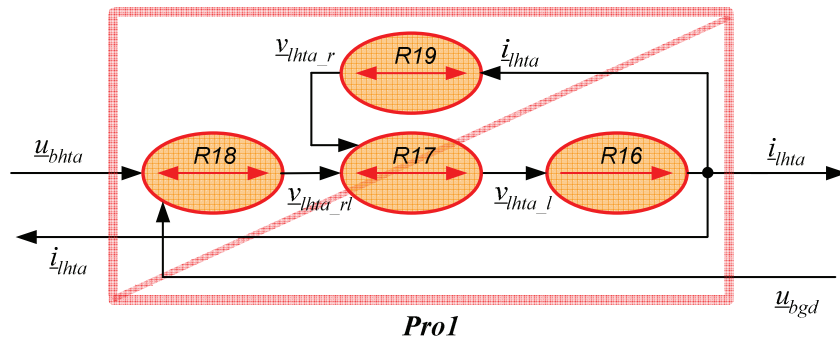 v_lhta_r
R19
i_lhta
u_bhta
R18
R17
R16
i_lhta
v_lhta_rl
v_lhta_l
i_lhta
u_bgd
Pro1